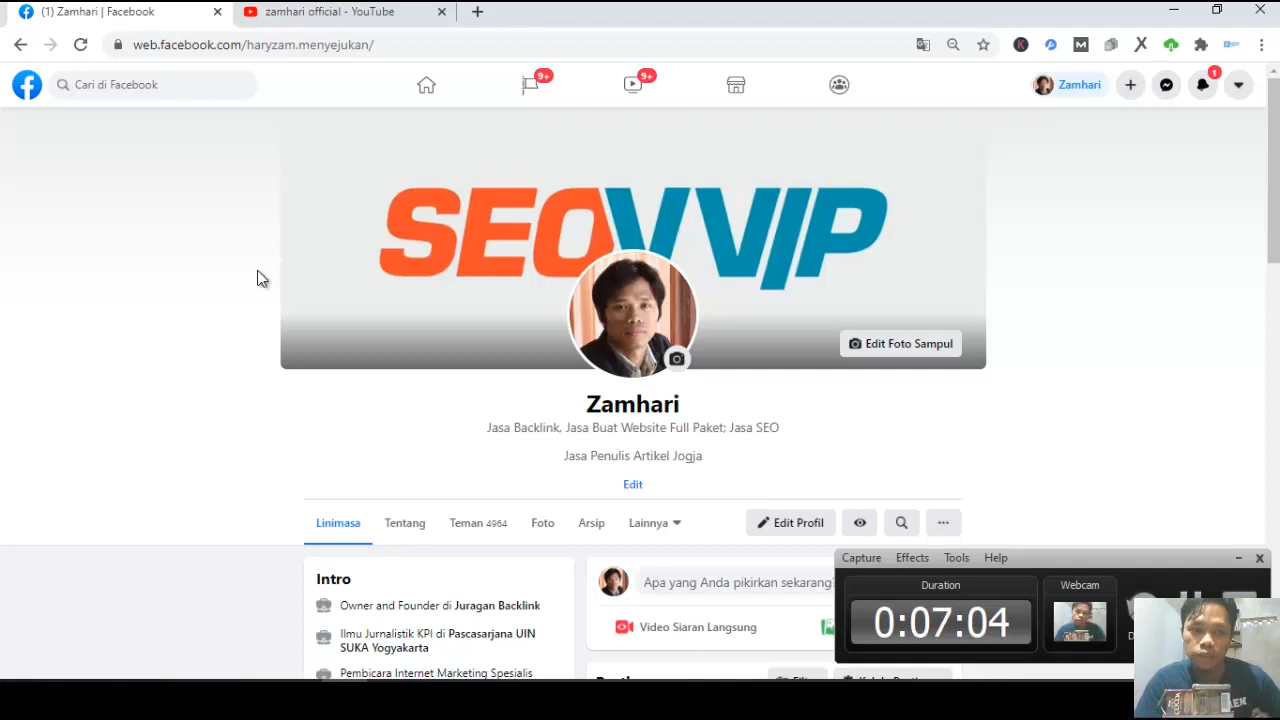 (1) Zamhari | Facebook
zamhari official - YouTube
web.facebook.com/haryzam.menyejukan/
Cari di Facebook
9+
9+
Zamhari
1
SEOVVIP
Edit Foto Sampul
Zamhari
Jasa Backlink, Jasa Buat Website Full Paket; Jasa SEO
Jasa Penulis Artikel Jogja
Edit
Linimasa
Tentang
Teman 4964
Foto
Arsip
Lainnya
Edit Profil
Intro
Owner and Founder di Juragan Backlink
Ilmu Jurnalistik KPI di Pascasarjana UIN
SUKA Yogyakarta
Pembicara Internet Marketing Spesialis
Apa yang Anda pikirkan sekarang?
Video Siaran Langsung
Capture Effects Tools Help
Duration
0:07:04
Webcam